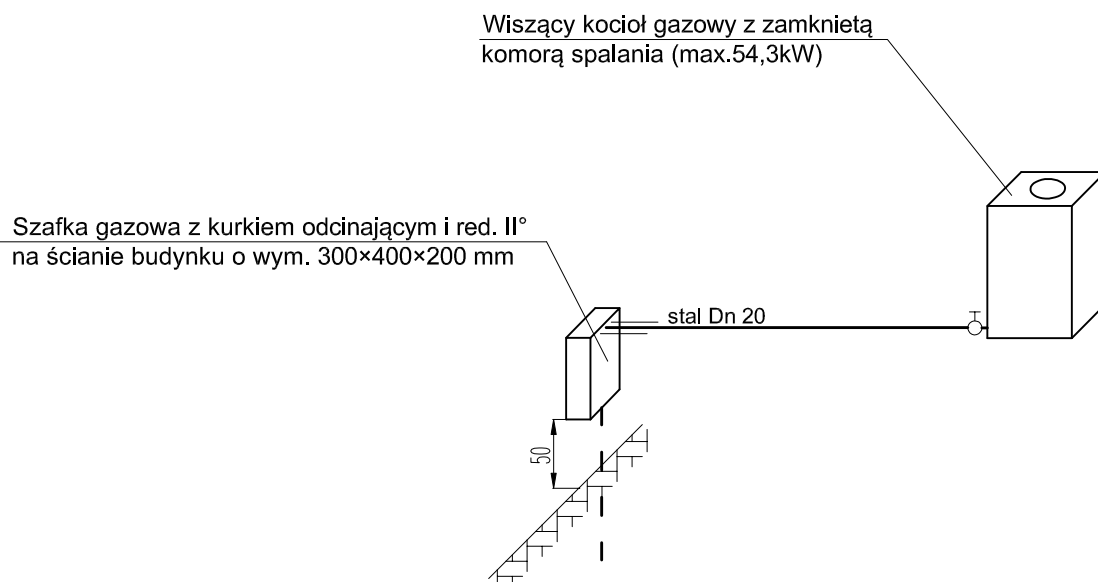 Wiszący kocioł gazowy z zamkniętą
komorą spalania (max.54,3kW)
Szafka gazowa z kurkiem odcinającym i red. II°
na ścianie budynku o wym. 300×400×200 mm
stal Dn 20
50